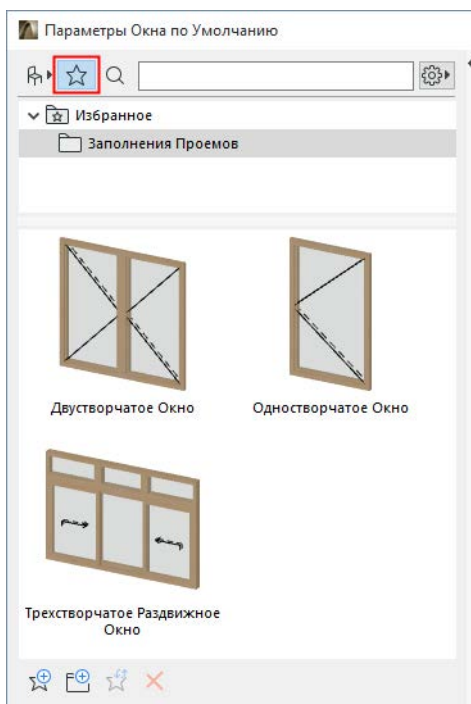 Параметры Окна по Умолчанию
Избранное
Заполнения Проемов
Двустворчатое Окно
Одностворчатое Окно
Трехстворчатое Раздвижное
Окно